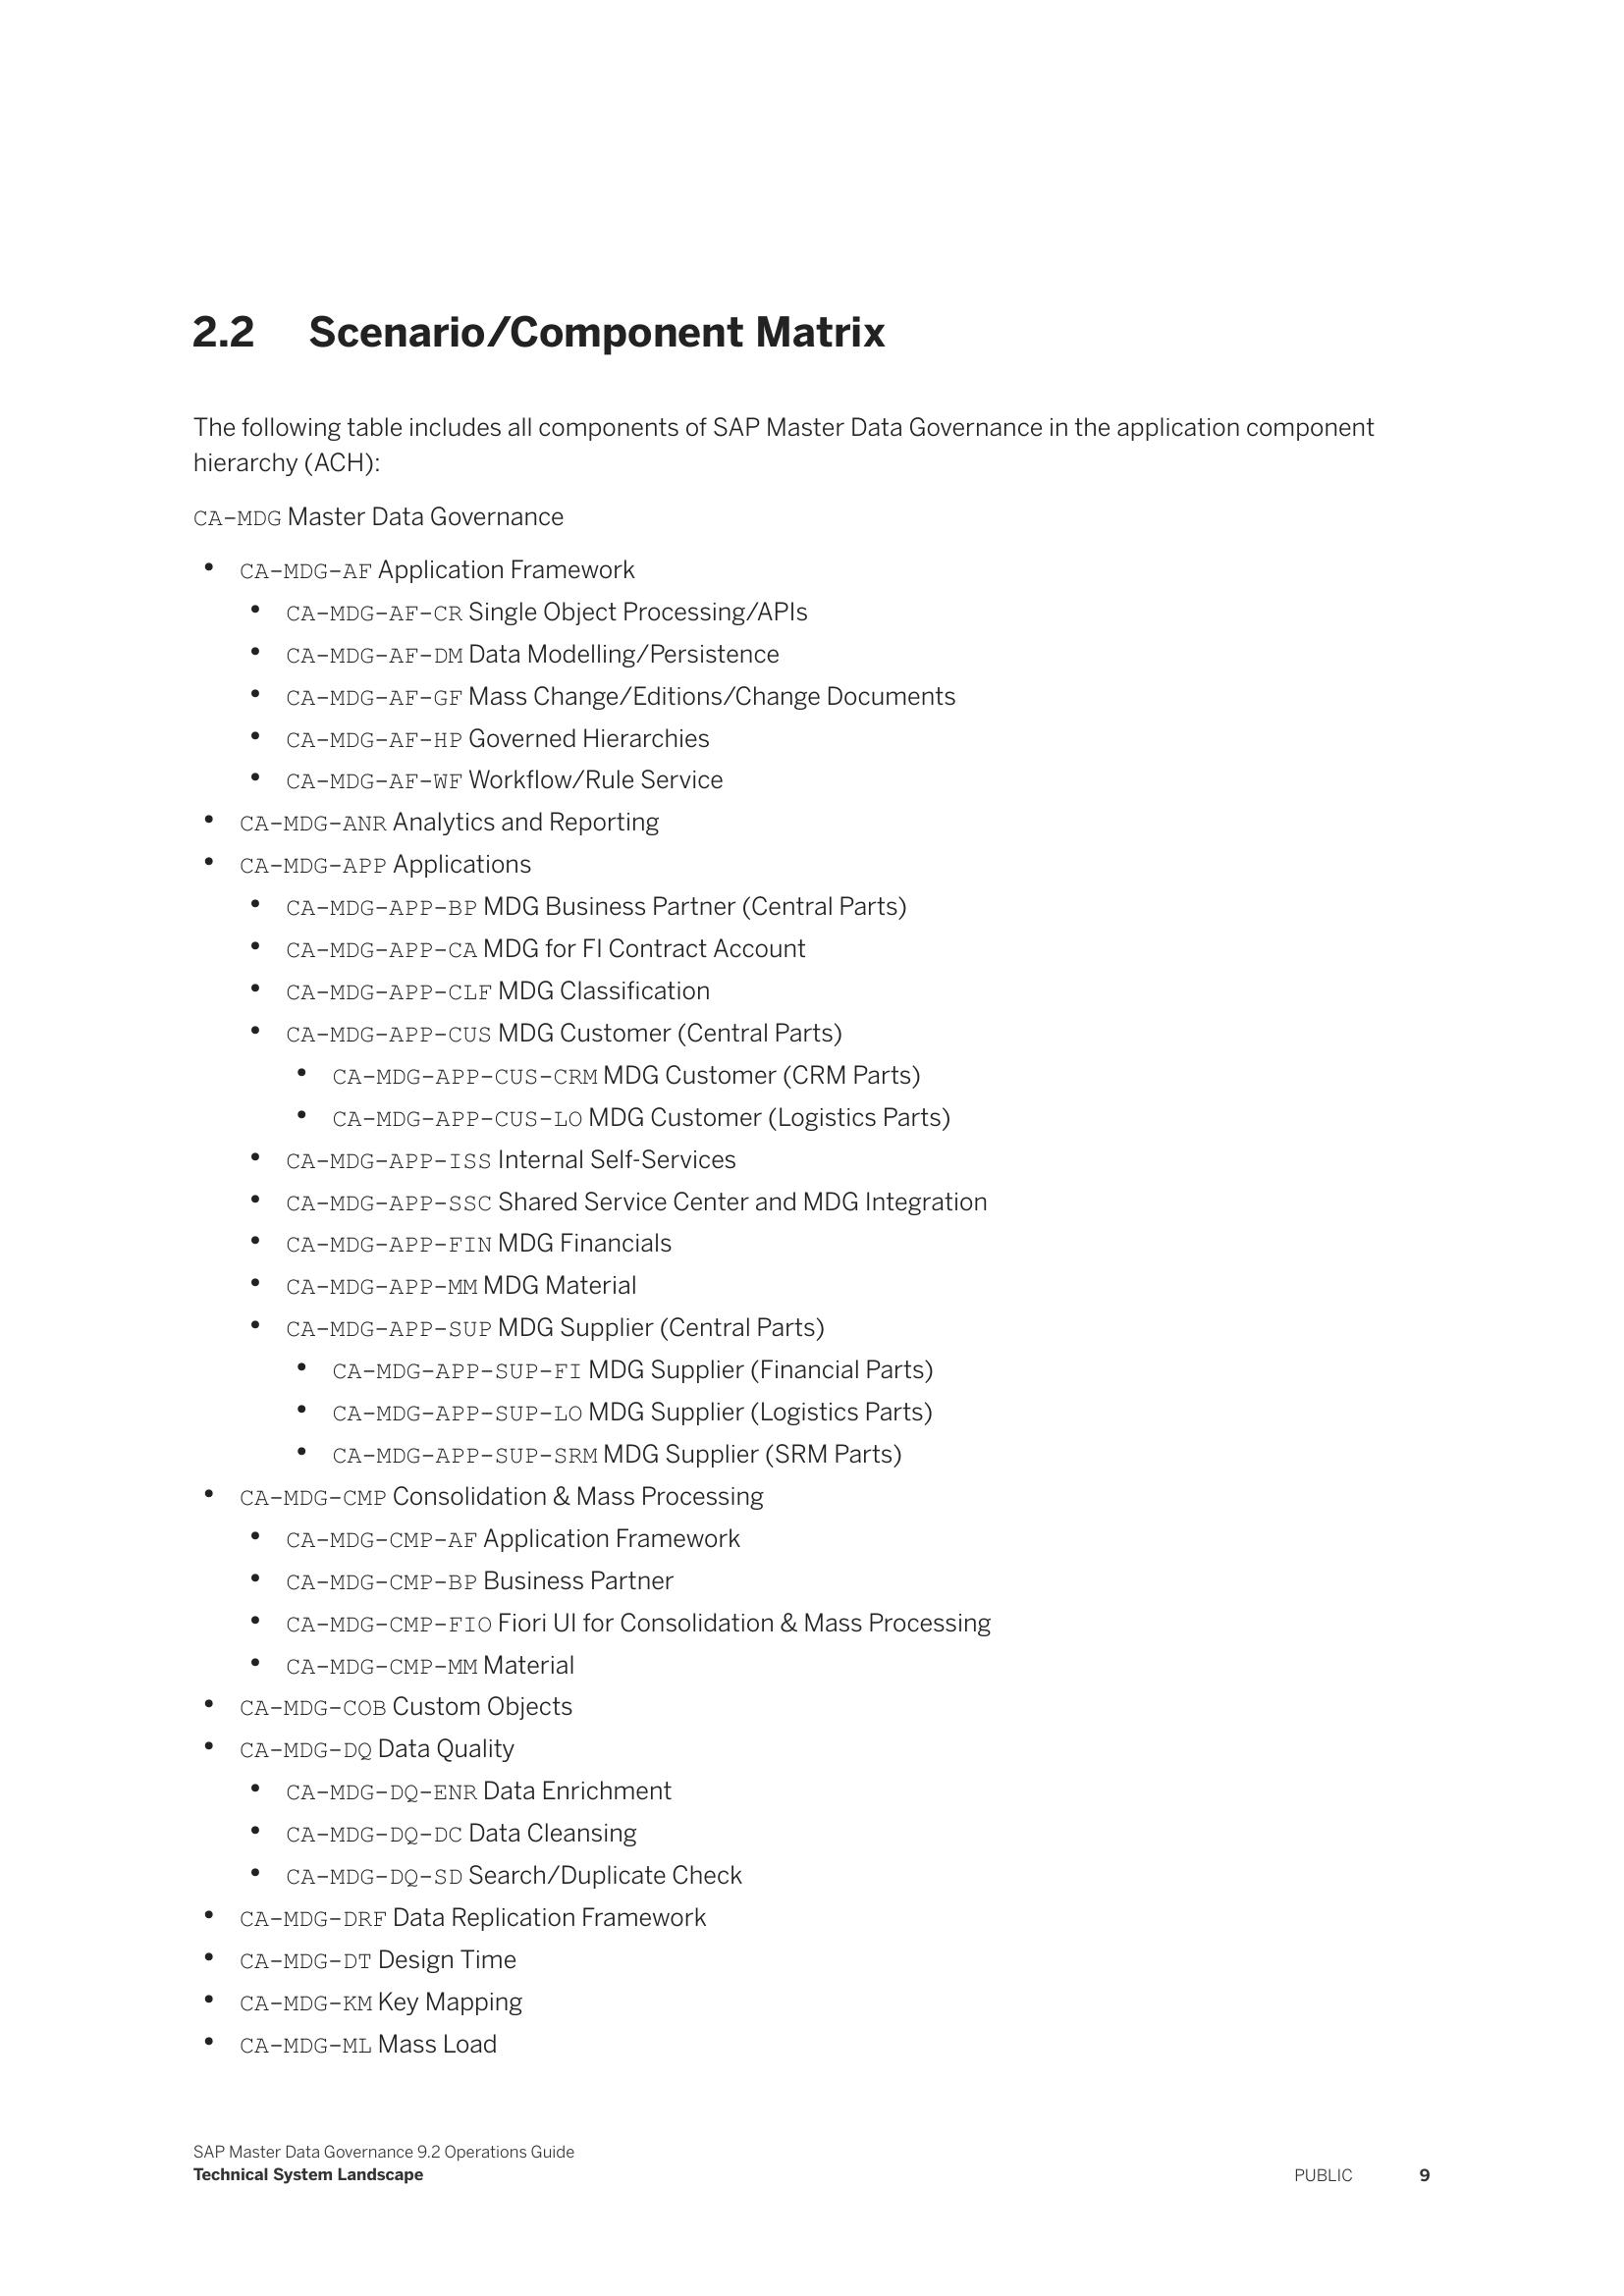 2.2 Scenario/Component Matrix
The following table includes all components of SAP Master Data Governance in the application component
hierarchy (ACH):
CA-MDG Master Data Governance
• CA-MDG-AF Application Framework
• CA-MDG-AF-CR Single Object Processing/APIs
• CA-MDG-AF-DM Data Modelling/Persistence
• CA-MDG-AF-GF Mass Change/Editions/Change Documents
• CA-MDG-AF-HP Governed Hierarchies
• CA-MDG-AF-WF Workflow/Rule Service
• CA-MDG-ANR Analytics and Reporting
• CA-MDG-APP Applications
• CA-MDG-APP-BP MDG Business Partner (Central Parts)
• CA-MDG-APP-CA MDG for FI Contract Account
• CA-MDG-APP-CLF MDG Classification
• CA-MDG-APP-CUS MDG Customer (Central Parts)
• CA-MDG-APP-CUS-CRM MDG Customer (CRM Parts)
• CA-MDG-APP-CUS-LO MDG Customer (Logistics Parts)
• CA-MDG-APP-ISS Internal Self-Services
• CA-MDG-APP-SSC Shared Service Center and MDG Integration
• CA-MDG-APP-FIN MDG Financials
• CA-MDG-APP-MM MDG Material
• CA-MDG-APP-SUP MDG Supplier (Central Parts)
• CA-MDG-APP-SUP-FI MDG Supplier (Financial Parts)
• CA-MDG-APP-SUP-LO MDG Supplier (Logistics Parts)
• CA-MDG-APP-SUP-SRM MDG Supplier (SRM Parts)
• CA-MDG-CMP Consolidation & Mass Processing
• CA-MDG-CMP-AF Application Framework
• CA-MDG-CMP-BP Business Partner
• CA-MDG-CMP-FIO Fiori UI for Consolidation & Mass Processing
• CA-MDG-CMP-MM Material
• CA-MDG-COB Custom Objects
• CA-MDG-DQ Data Quality
• CA-MDG-DQ-ENR Data Enrichment
• CA-MDG-DQ-DC Data Cleansing
• CA-MDG-DQ-SD Search/Duplicate Check
• CA-MDG-DRF Data Replication Framework
• CA-MDG-DT Design Time
• CA-MDG-KM Key Mapping
• CA-MDG-ML Mass Load
SAP Master Data Governance 9.2 Operations Guide
Technical System Landscape
PUBLIC 9